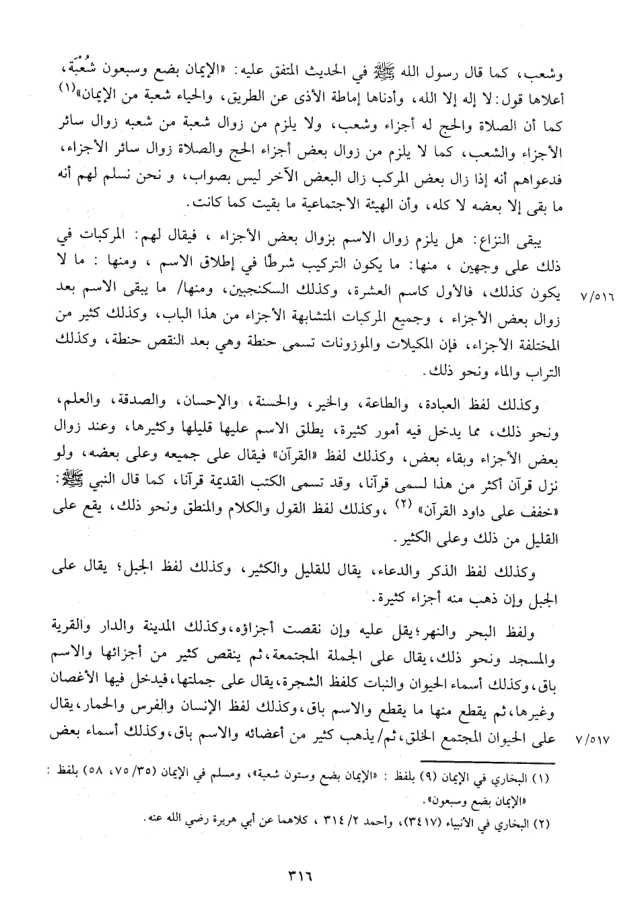 وشعب، كما قال رسول الله ﷺ في الحديث المتفق عليه: «الإيمان بضع وسبعون شُعْبَة،
أعلاها قول: لا إله إلا الله، وأدناها إماطة الأذى عن الطريق، والحياء شعبة من الإيمان»(١)
كما أن الصلاة والحج له أجزاء وشعب، ولا يلزم من زوال شعبة من شعبه زوال سائر
الأجزاء والشعب، كما لا يلزم من زوال بعض أجزاء الحج والصلاة زوال سائر الأجزاء،
فدعواهم أنه إذا زال بعض المركب زال البعض الآخر ليس بصواب، و نحن نسلم لهم أنه
ما بقى إلا بعضه لا كله، وأن الهيئة الاجتماعية ما بقيت كما كانت.
يبقى النزاع: هل يلزم زوال الاسم بزوال بعض الأجزاء ، فيقال لهم: المركبات في
ذلك على وجهين ، منها: ما يكون التركيب شرطًا في إطلاق الاسم ، ومنها : ما لا
يكون كذلك، فالأول كاسم العشرة، وكذلك السكنجبين، ومنها/ ما يبقى الاسم بعد
٧/٥١٦
زوال بعض الأجزاء ، وجميع المركبات المتشابهة الأجزاء من هذا الباب، وكذلك كثير من
المختلفة الأجزاء، فإن المكيلات والموزونات تسمى حنطة وهي بعد النقص حنطة، وكذلك
التراب والماء ونحو ذلك.
وكذلك لفظ العبادة، والطاعة، والخير، والحسنة، والإحسان، والصدقة، والعلم،
ونحو ذلك، مما يدخل فيه أمور كثيرة، يطلق الاسم عليها قليلها وكثيرها، وعند زوال
بعض الأجزاء وبقاء بعض، وكذلك لفظ «القرآن» فيقال على جميعه وعلى بعضه، ولو
نزل قرآن أكثر من هذا لسمى قرآنا، وقد تسمى الكتب القديمة قرآنا، كما قال النبي ﷺ:
«خفف على داود القرآن» (٢) ،وكذلك لفظ القول والكلام والمنطق ونحو ذلك، يقع على
القليل من ذلك وعلى الكثير.
وكذلك لفظ الذكر والدعاء، يقال للقليل والكثير، وكذلك لفظ الجبل؛ يقال على
الجبل وإن ذهب منه أجزاء كثيرة.
ولفظ البحر والنهر؛يقل عليه وإن نقصت أجزاؤه،وكذلك المدينة والدار والقرية
والمسجد ونحو ذلك،يقال على الجملة المجتمعة،ثم ينقص كثير من أجزائها والاسم
باق،وكذلك أسماء الحيوان والنبات كلفظ الشجرة،يقال على جملتها،فيدخل فيها الأغصان
وغيرها،ثم يقطع منها ما يقطع والاسم باق،وكذلك لفظ الإنسان والفرس والحمار،يقال
على الحيوان المجتمع الخلق،ثم/يذهب كثير من أعضائه والاسم باق،وكذلك أسماء بعض
٧/٥١٧
(١) البخاري في الإيمان (٩) بلفظ : «الإيمان بضع وستون شعبة»، ومسلم في الإيمان (٧٥/٣٥، ٥٨) بلفظ :
«الإيمان بضع وسبعون».
(٢) البخاري في الأنبياء (٣٤١٧)، وأحمد ٣١٤/٢ ، كلاهما عن أبي هريرة رضي الله عنه.
٣١٦